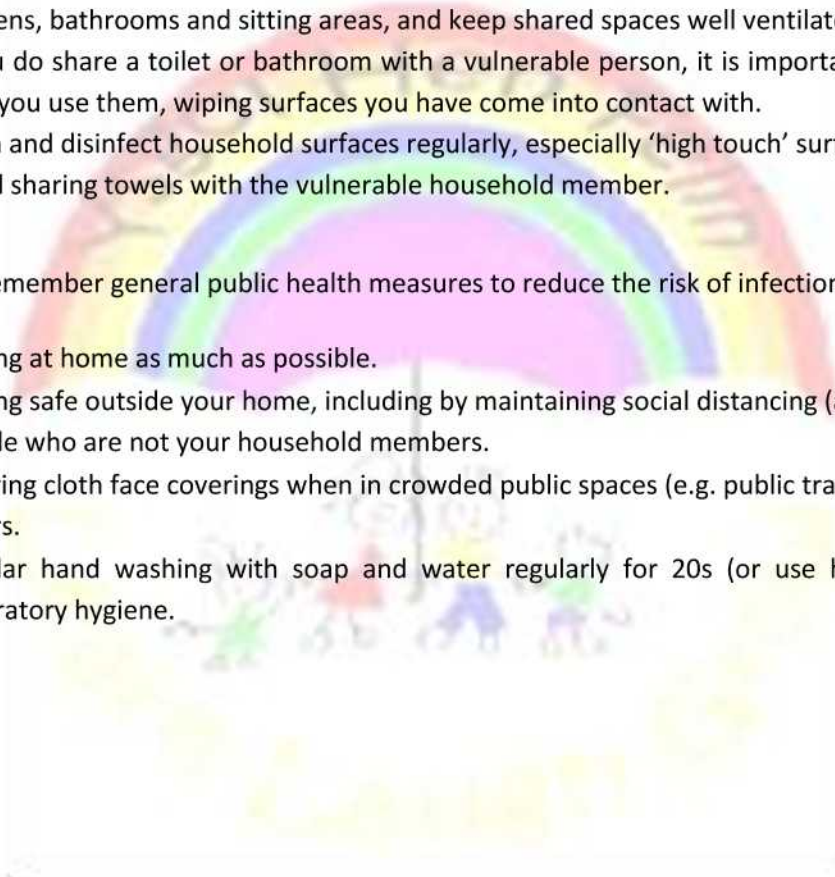 ens, bathrooms and sitting areas, and keep shared spaces well ventilat
u do share a toilet or bathroom with a vulnerable person, it is importa
you use them, wiping surfaces you have come into contact with.
n and disinfect household surfaces regularly, especially ‘high touch’ surf
d sharing towels with the vulnerable household member.
emember general public health measures to reduce the risk of infection
ng at home as much as possible.
ng safe outside your home, including by maintaining social distancing (
le who are not your household members.
ring cloth face coverings when in crowded public spaces (e.g. public tra
rs.
lar hand washing with soap and water regularly for 20s (or use h
ratory hygiene.